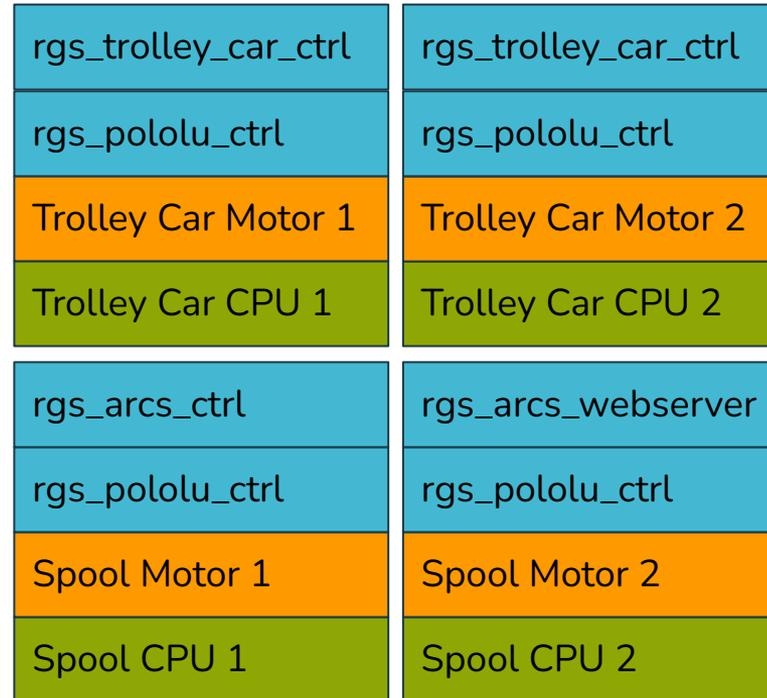 rgs_trolley_car_ctrl
rgs_pololu_ctrl
Trolley Car Motor 1
Trolley Car CPU 1
rgs_trolley_car_ctrl
rgs_pololu_ctrl
Trolley Car Motor 2
Trolley Car CPU 2
rgs_arcs_ctrl
rgs_pololu_ctrl
Spool Motor 1
Spool CPU 1
rgs_arcs_webserver
rgs_pololu_ctrl
Spool Motor 2
Spool CPU 2